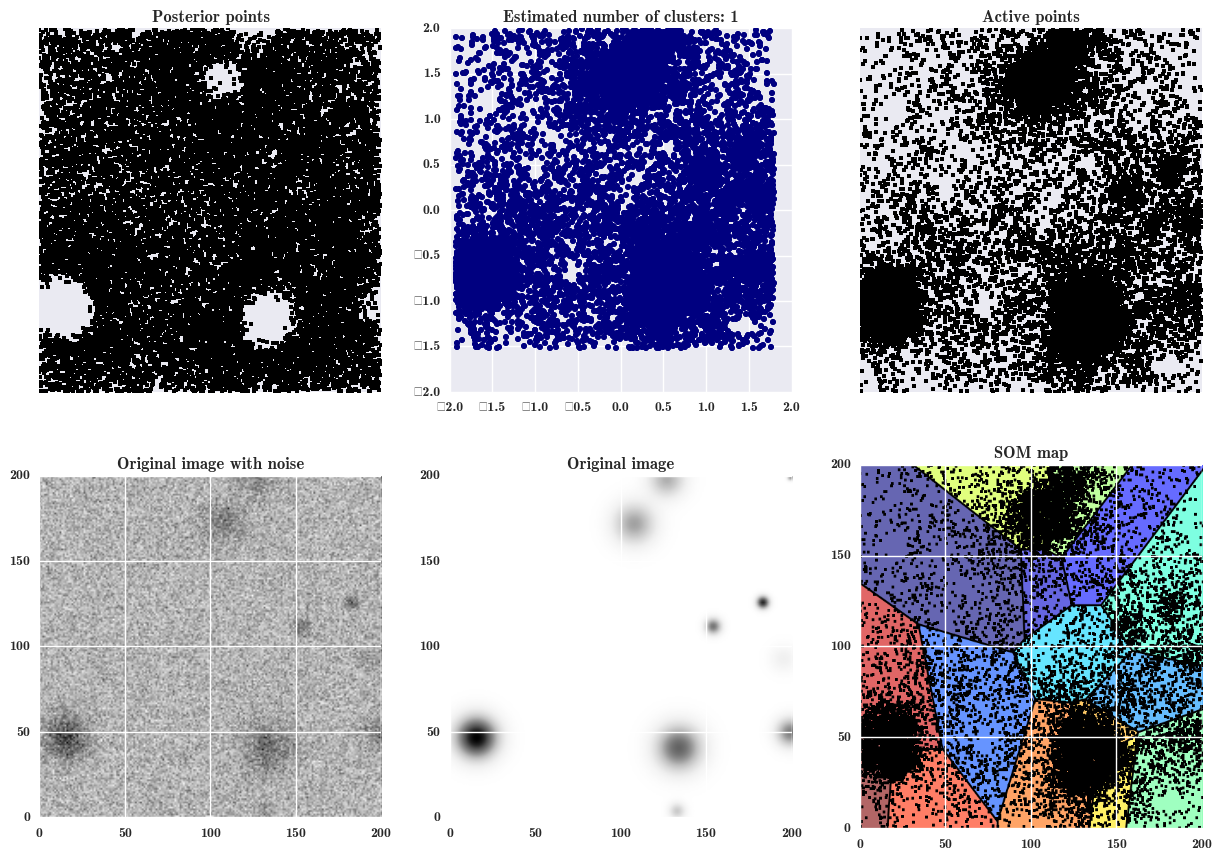 Posterior points
Estimated number of clusters: 1
Active points
2.0
1.5
1.0
0.5
0.0
□0.5
□1.0
□1.5
□2.0
□2.0 □1.5 □1.0 □0.5 0.0 0.5 1.0 1.5 2.0
Original image with noise
Original image
SOM map
200
150
100
50
0
0 50 100 150 200
200
150
100
50
0
0 50 100 150 200
200
150
100
50
0
0 50 100 150 200